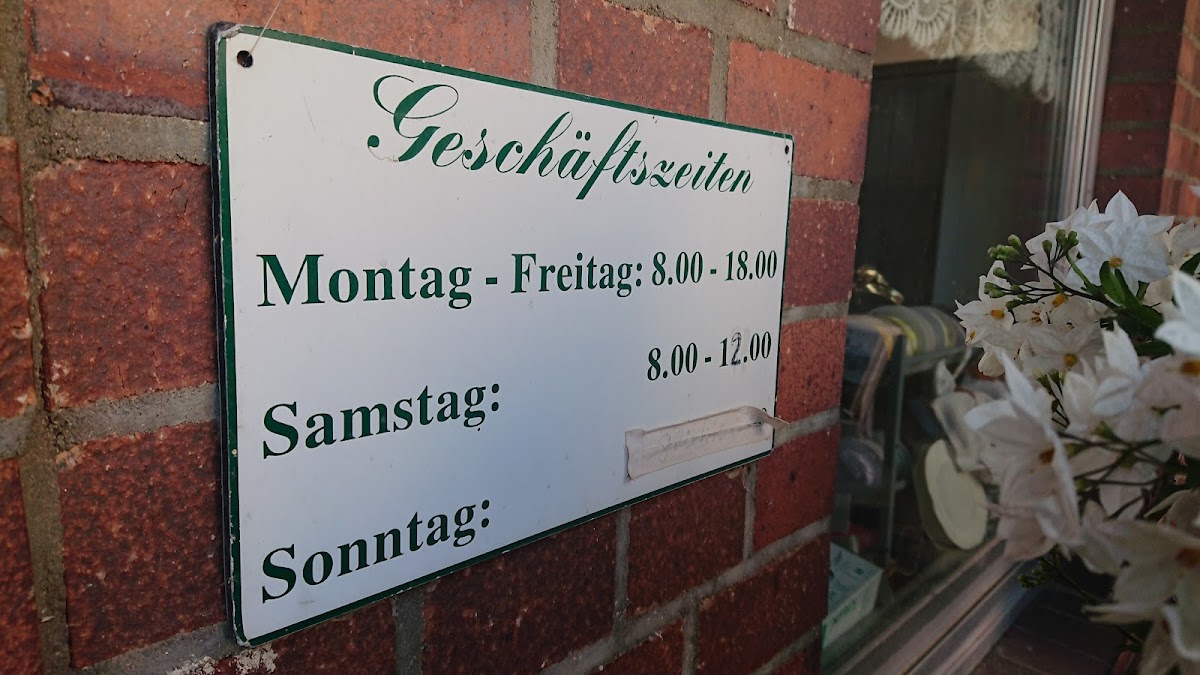 Geschäftszeiten
Montag - Freitag: 8.00 - 18.00
Samstag: 8.00 - 12.00
Sonntag: